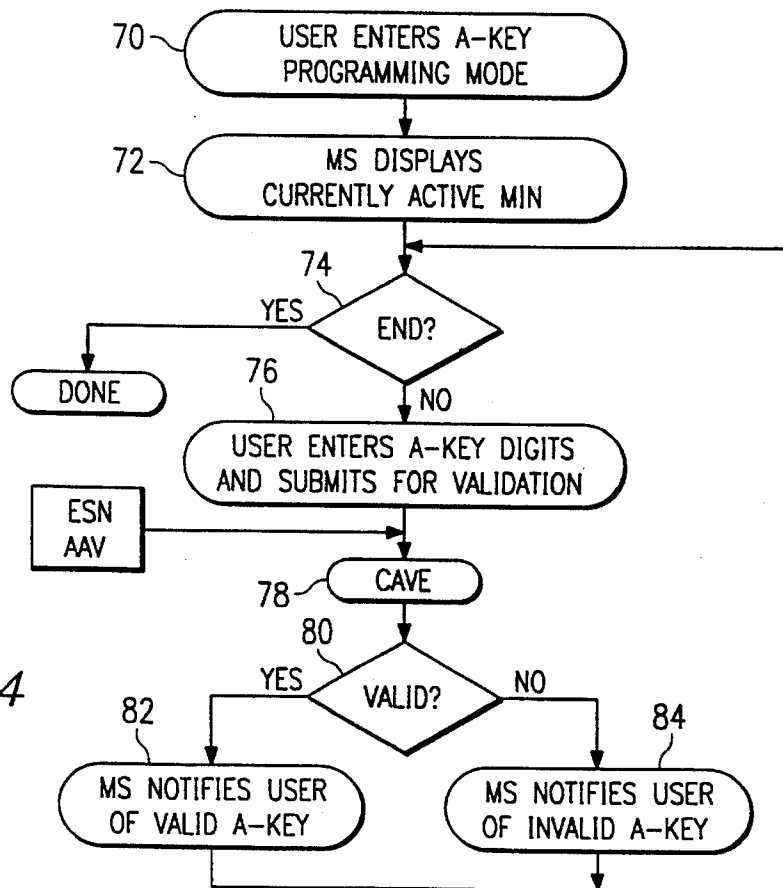 70
USER ENTERS A-KEY
PROGRAMMING MODE
72
MS DISPLAYS
CURRENTLY ACTIVE MIN
74
YES
END?
DONE
76
NO
USER ENTERS A-KEY DIGITS
AND SUBMITS FOR VALIDATION
ESN
AAV
CAVE
78
80
YES
VALID?
NO
4
82
84
MS NOTIFIES USER
OF VALID A-KEY
MS NOTIFIES USER
OF INVALID A-KEY